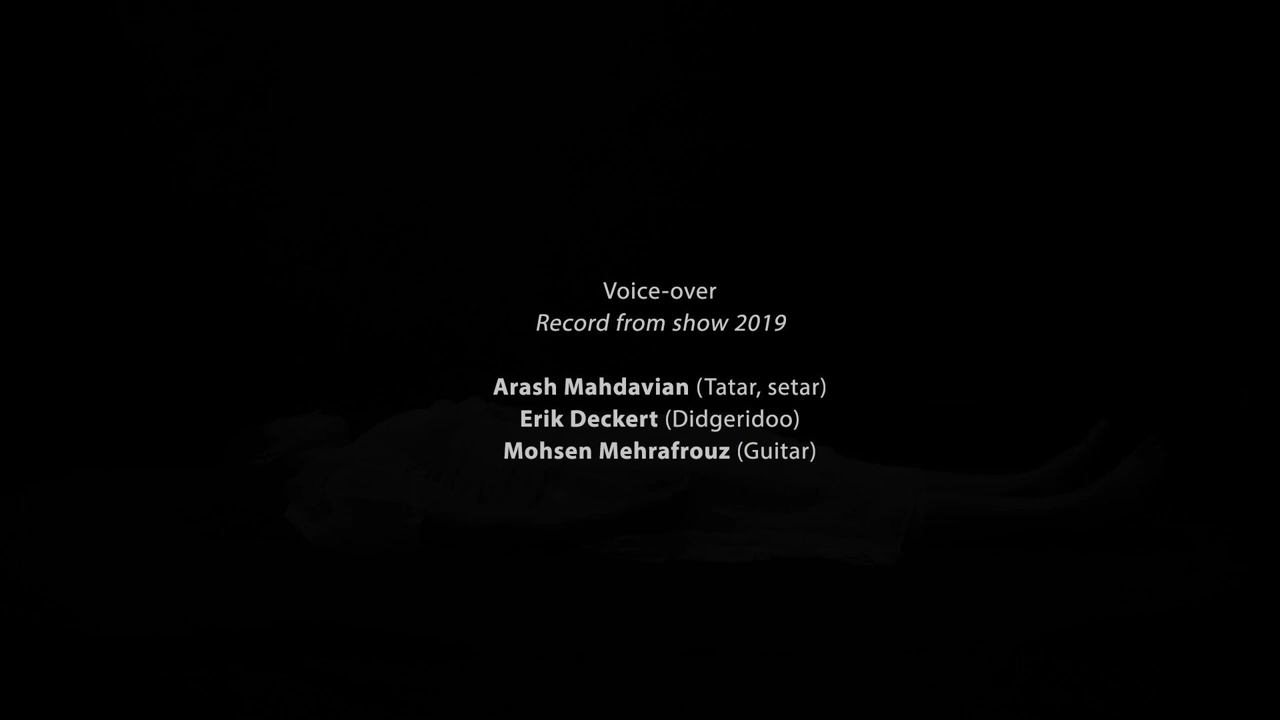 Voice-over
Record from show 2019
Arash Mahdavian (Tatar, setar)
Erik Deckert (Didgeridoo)
Mohsen Mehrafrouz (Guitar)